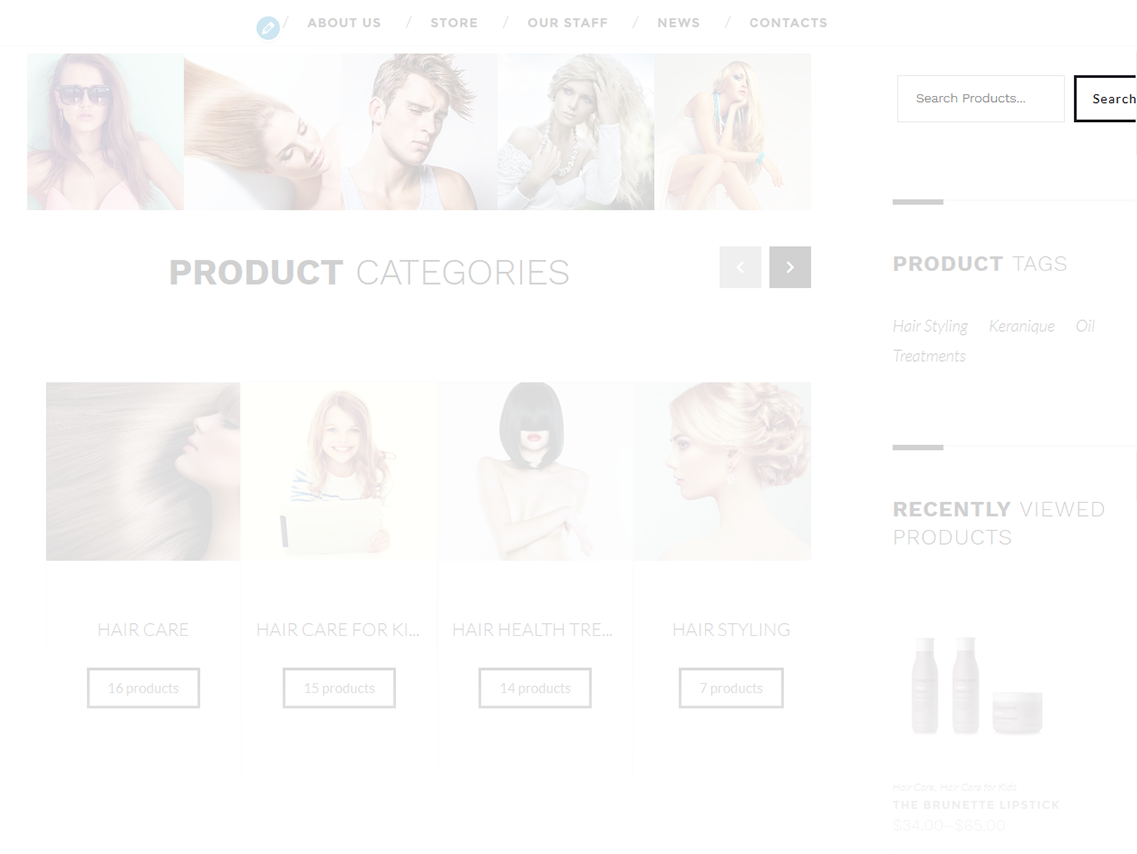 / ABOUT US / STORE / OUR STAFF / NEWS / CONTACTS
Search Products...
Search
PRODUCT CATEGORIES
HAIR CARE
16 products
HAIR CARE FOR KI...
15 products
HAIR HEALTH TRE...
14 products
HAIR STYLING
7 products
PRODUCT TAGS
Hair Styling Keranique Oil
Treatments
RECENTLY VIEWED
PRODUCTS
Hair Care, Hair Care for Kids
THE BRUNETTE LIPSTICK
$34.00–$85.00